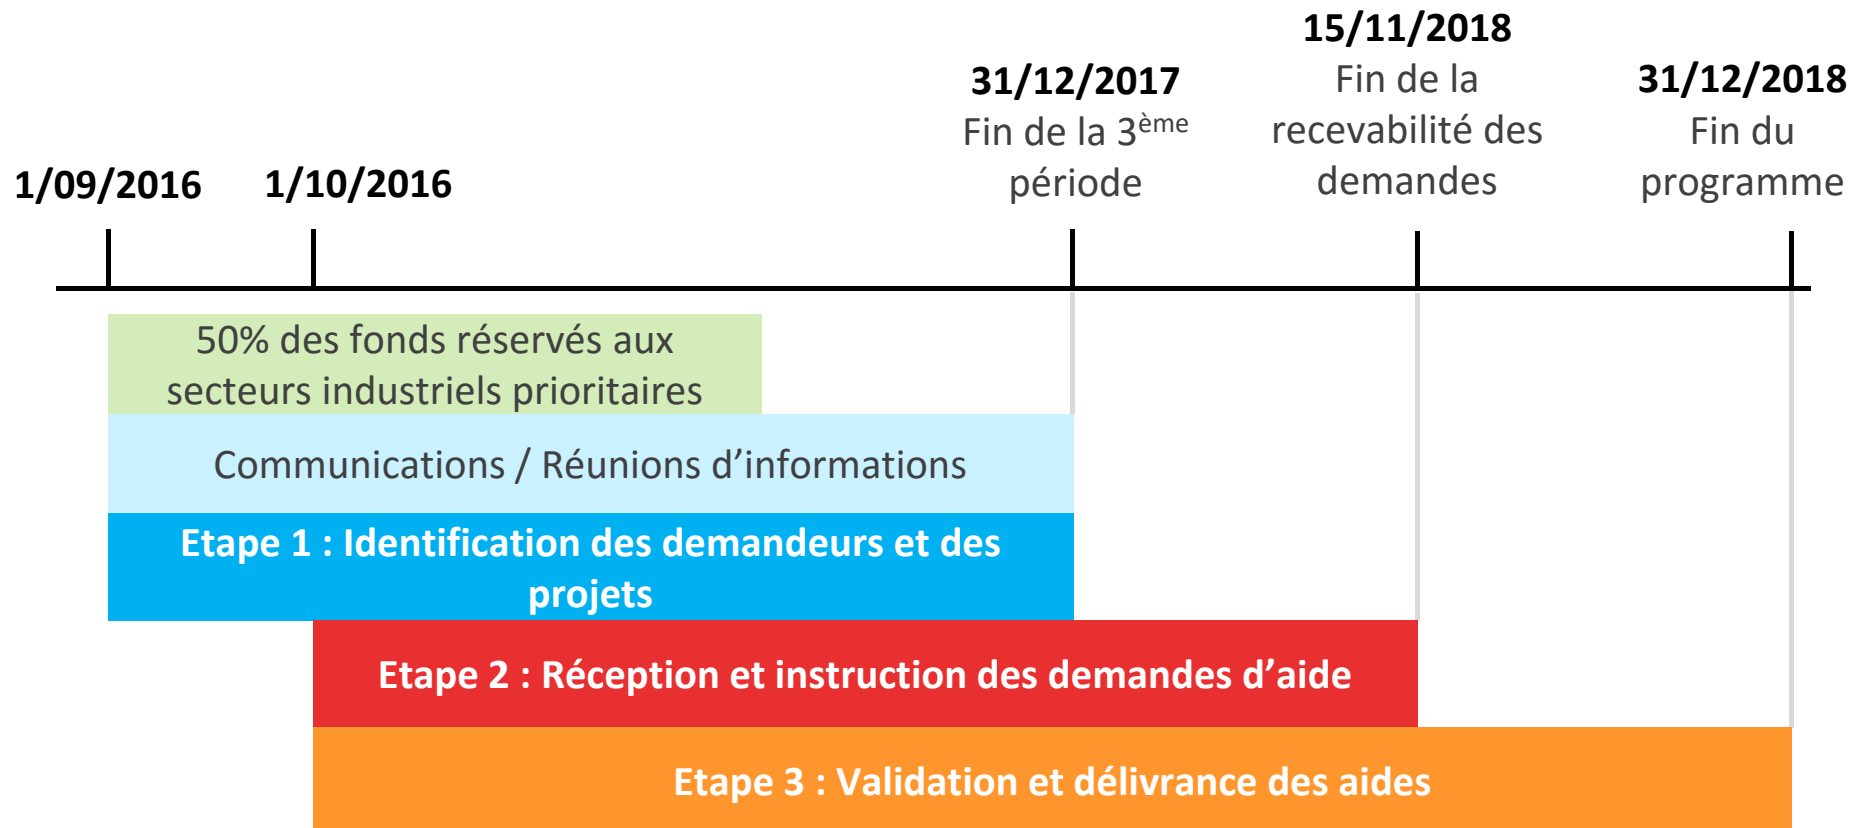 1/09/2016
1/10/2016
31/12/2017
Fin de la 3ème
période
15/11/2018
Fin de la
recevabilité des
demandes
31/12/2018
Fin du
programme
50% des fonds réservés aux
secteurs industriels prioritaires
Communications / Réunions d’informations
Etape 1 : Identification des demandeurs et des
projets
Etape 2 : Réception et instruction des demandes d’aide
Etape 3 : Validation et délivrance des aides